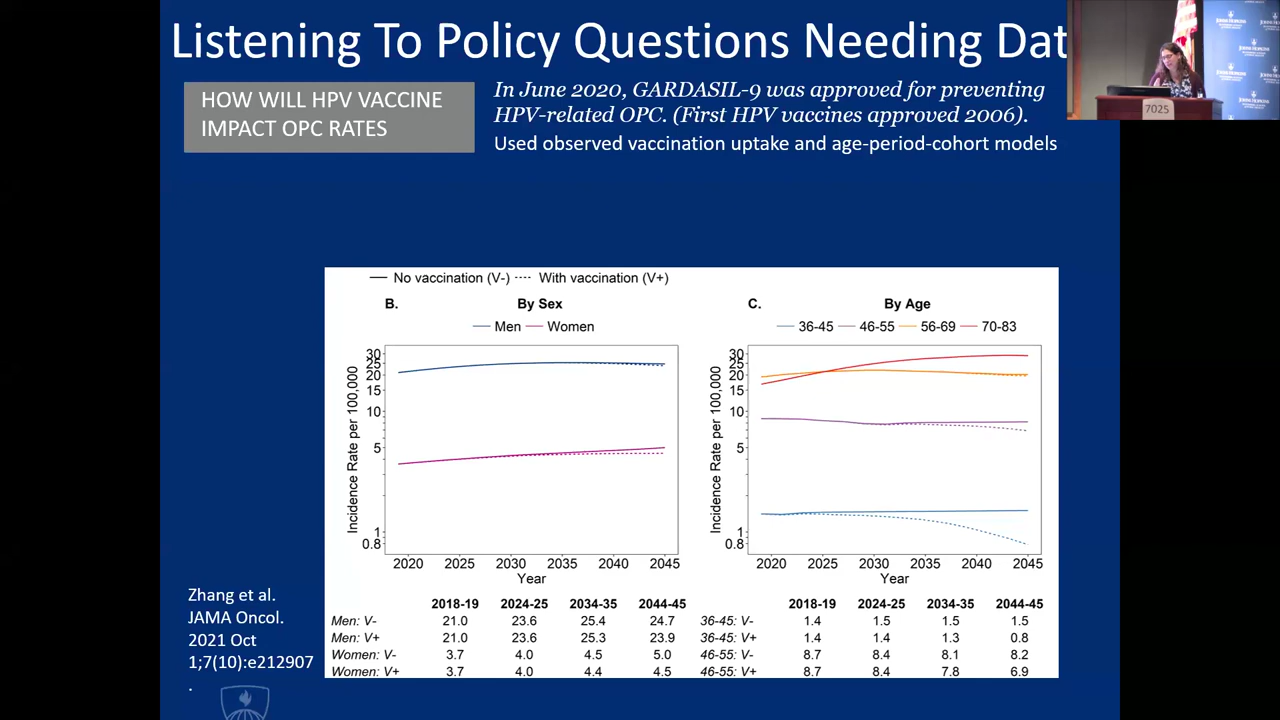 Listening To Policy Questions Needing Dat
HOW WILL HPV VACCINE
IMPACT OPC RATES
In June 2020, GARDASIL-9 was approved for preventing
HPV-related OPC. (First HPV vaccines approved 2006).
Used observed vaccination uptake and age-period-cohort models
7025
JOHNS HOPKINS
No vaccination (V-) With vaccination (V+)
B. By Sex
Men Women
Incidence Rate per 100,000
30
25
20
15
10
5
1
0.8
2020 2025 2030 2035 2040 2045
Year
2018-19 2024-25 2034-35 2044-45
Men: V- 21.0 23.6 25.4 24.7
Men: V+ 21.0 23.6 25.3 23.9
Women: V- 3.7 4.0 4.5 5.0
Women: V+ 3.7 4.0 4.4 4.5
C. By Age
36-45 46-55 56-69 70-83
Incidence Rate per 100,000
30
25
20
15
10
5
1
0.8
2020 2025 2030 2035 2040 2045
Year
2018-19 2024-25 2034-35 2044-45
36-45: V- 1.4 1.5 1.5 1.5
36-45: V+ 1.4 1.4 1.3 0.8
46-55: V- 8.7 8.4 8.1 8.2
46-55: V+ 8.7 8.4 7.8 6.9
Zhang et al.
JAMA Oncol.
2021 Oct
1;7(10):e212907
.